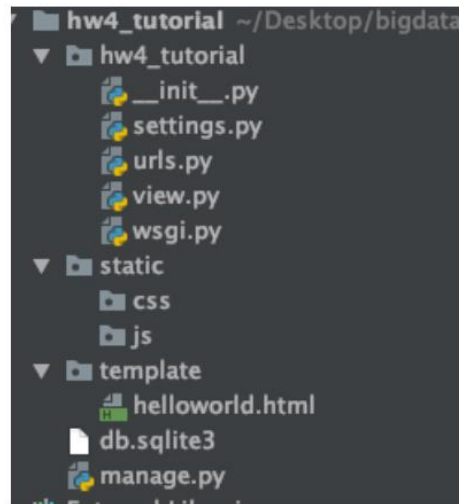 hw4_tutorial ~/Desktop/bigdata
hw4_tutorial
__init__.py
settings.py
urls.py
view.py
wsgi.py
static
css
js
template
H
helloworld.html
db.sqlite3
manage.py